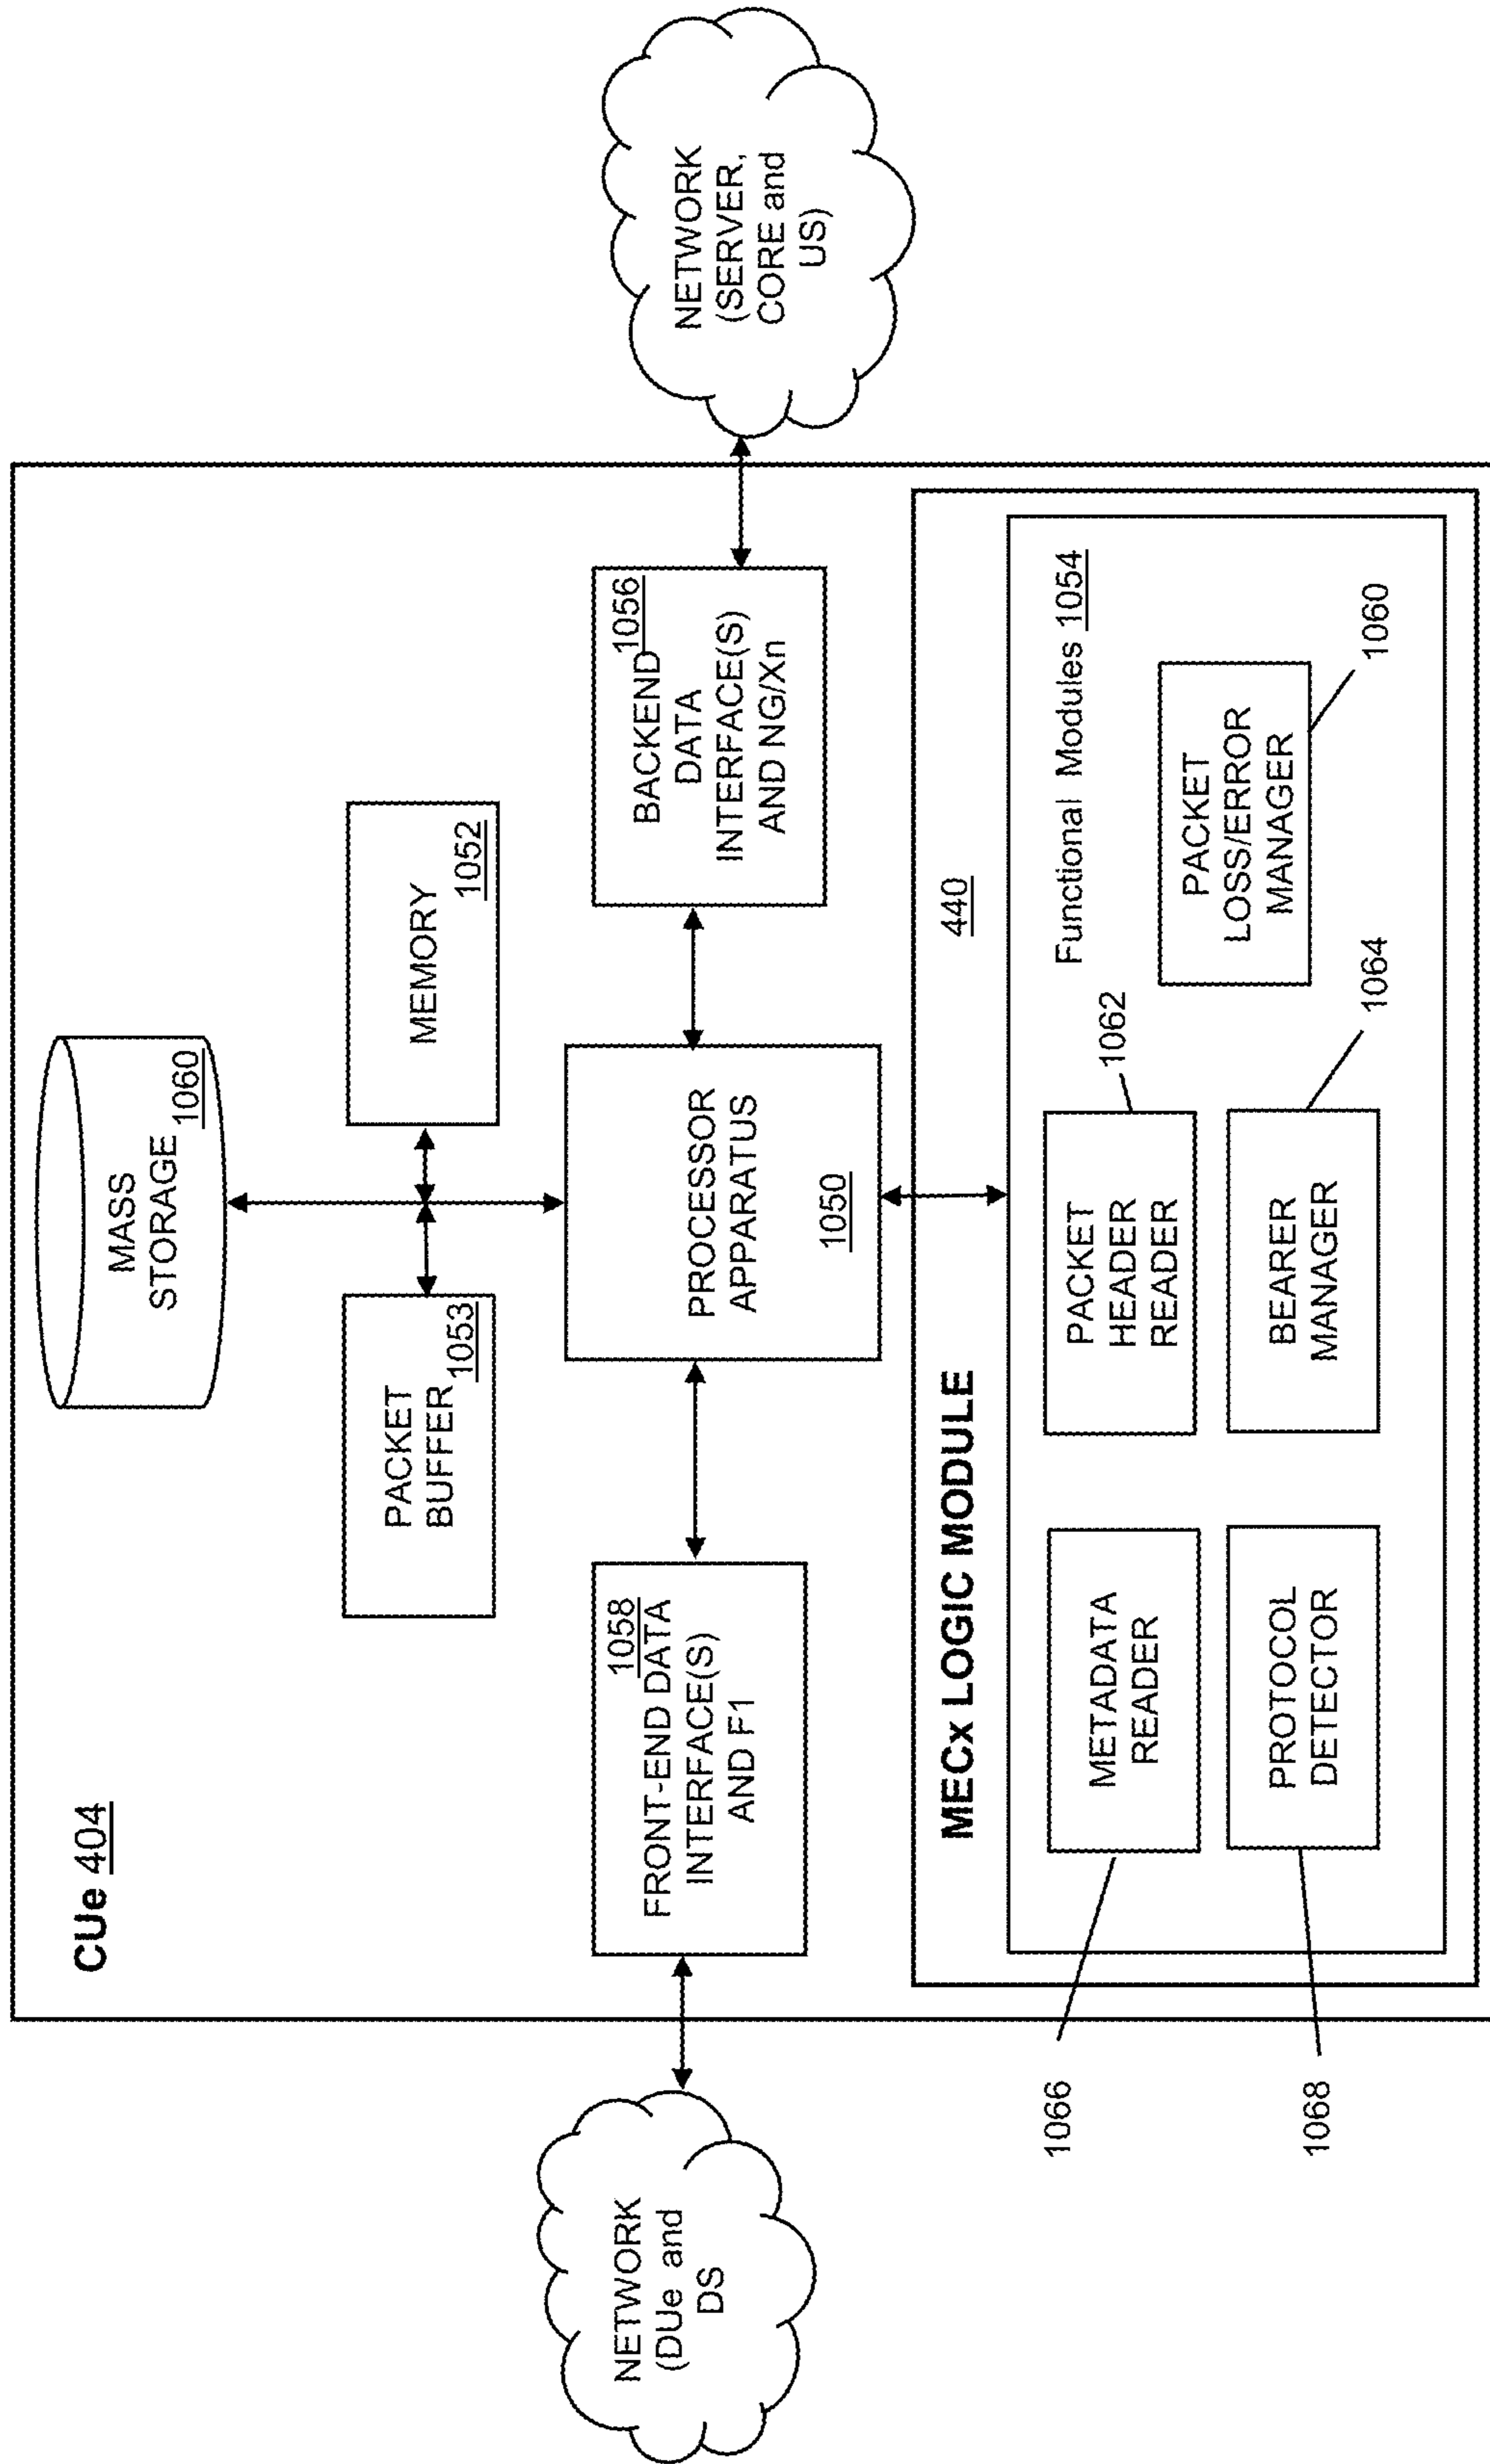 CUe 404
MASS
STORAGE
1060
PACKET
BUFFER
1053
MEMORY
1052
NETWORK
(DUe and
DS
1058
FRONT-END DATA
INTERFACE(S)
AND F1
PROCESSOR
APPARATUS
1050
1056
BACKEND
DATA
INTERFACE(S)
AND NG/Xn
NETWORK
(SERVER,
CORE and
US)
MECx LOGIC MODULE
440
Functional Modules 1054
METADATA
READER
1066
PACKET
HEADER
READER
1062
PACKET
LOSS/ERROR
MANAGER
1060
PROTOCOL
DETECTOR
1068
BEARER
MANAGER
1064